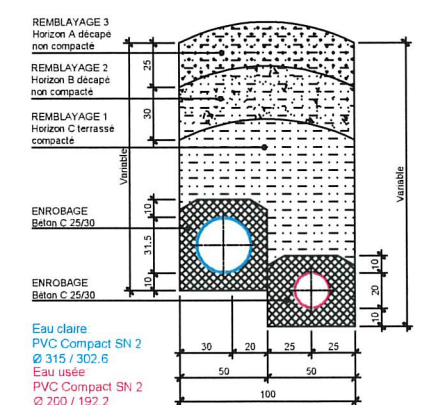 REMBLAYAGE 3
Horizon A décapé
non compacté
25
REMBLAYAGE 2
Horizon B décapé
non compacté
30
REMBLAYAGE 1
Horizon C terrassé
compacté
Variable
Variable
ENROBAGE
Béton C 25/30
10
31.5
10
ENROBAGE
Béton C 25/30
10
20
10
Eau claire
PVC Compact SN 2
Ø 315 / 302.6
Eau usée
PVC Compact SN 2
Ø 200 / 192.2
30
20
25
25
50
50
100